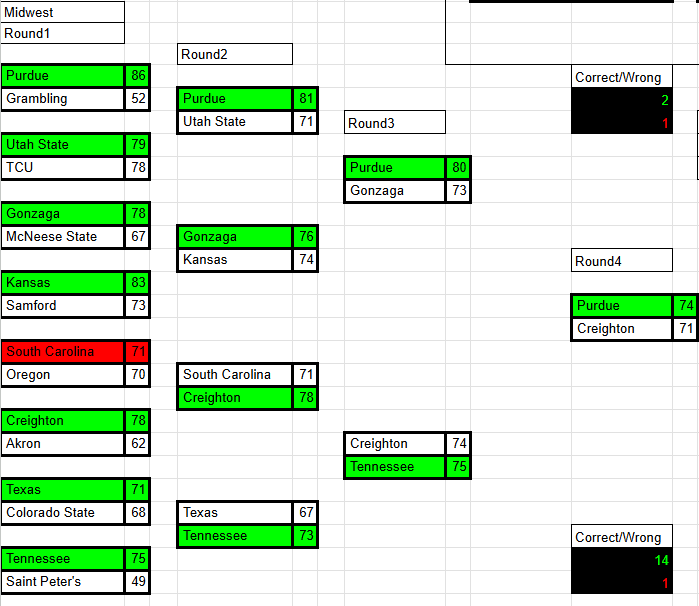 Midwest
Round1
Round2
Purdue 86
Grambling 52
Correct/Wrong
2
1
Purdue 81
Utah State 71
Round3
Utah State 79
TCU 78
Purdue 80
Gonzaga 73
Gonzaga 78
McNeese State 67
Gonzaga 76
Kansas 74
Round4
Kansas 83
Samford 73
Purdue 74
Creighton 71
South Carolina 71
Oregon 70
South Carolina 71
Creighton 78
Creighton 78
Akron 62
Creighton 74
Tennessee 75
Texas 71
Colorado State 68
Texas 67
Tennessee 73
Correct/Wrong
14
1
Tennessee 75
Saint Peter's 49